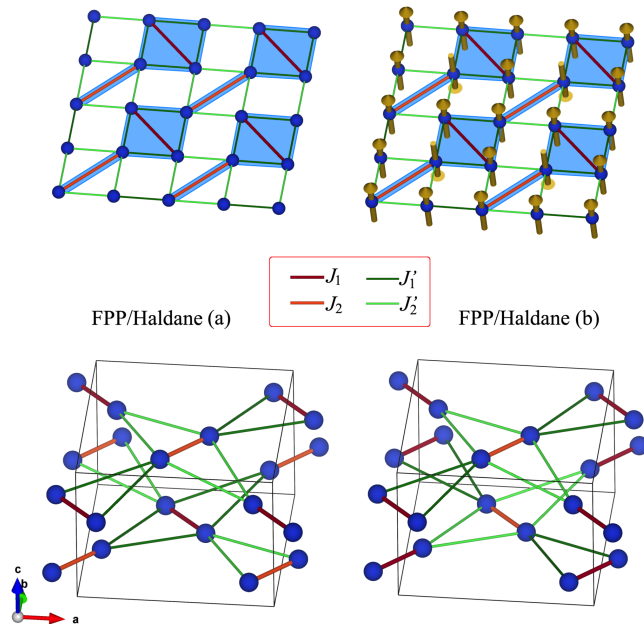 J₁ J₁’
J₂ J₂’
FPP/Haldane (a) FPP/Haldane (b)
c
b
a